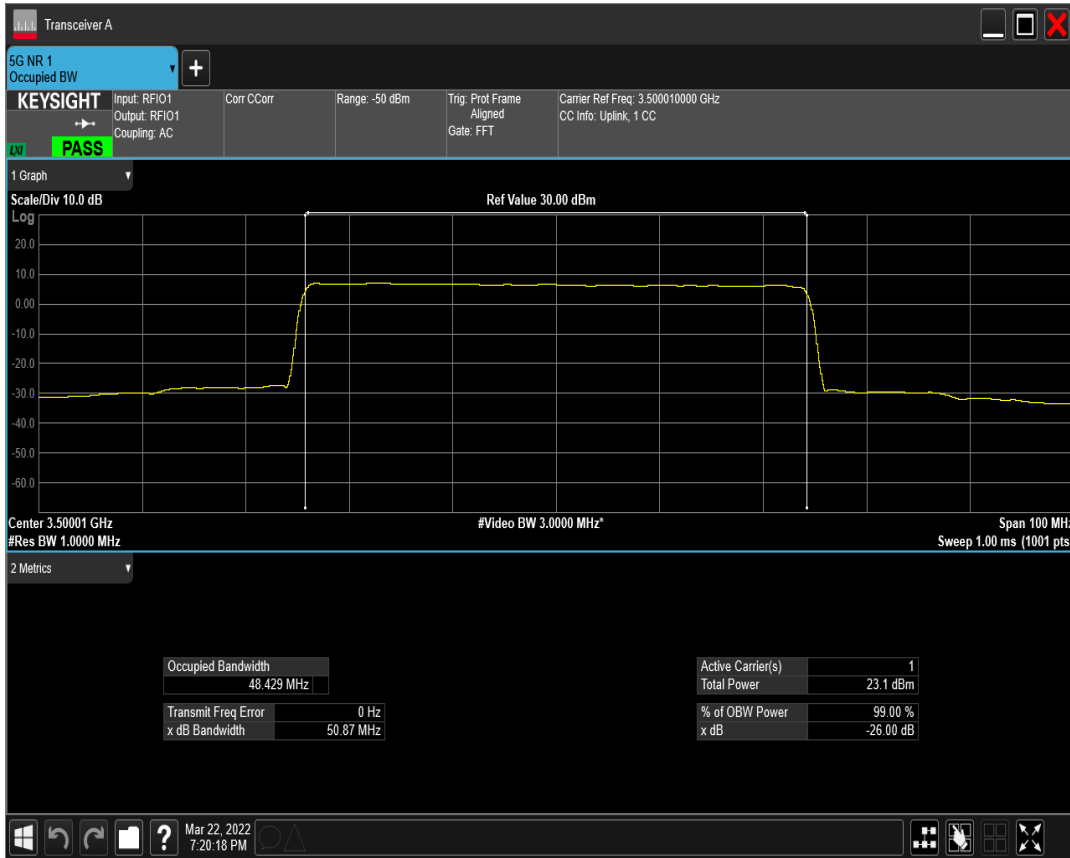 Transceiver A
5G NR 1
Occupied BW
KEYSIGHT
LXI
PASS
Input: RFIO1
Output: RFIO1
Coupling: AC
Corr CCorr
Range: -50 dBm
Trig: Prot Frame
Aligned
Gate: FFT
Carrier Ref Freq: 3.500010000 GHz
CC Info: Uplink, 1 CC
1 Graph
Scale/Div 10.0 dB
Ref Value 30.00 dBm
Log
20.0
10.0
0.00
-10.0
-20.0
-30.0
-40.0
-50.0
-60.0
Center 3.50001 GHz
#Video BW 3.0000 MHz*
Span 100 MHz
#Res BW 1.0000 MHz
Sweep 1.00 ms (1001 pts
2 Metrics
Occupied Bandwidth
48.429 MHz
Transmit Freq Error 0 Hz
x dB Bandwidth 50.87 MHz
Active Carrier(s) 1
Total Power 23.1 dBm
% of OBW Power 99.00 %
x dB -26.00 dB
Mar 22, 2022
7:20:18 PM